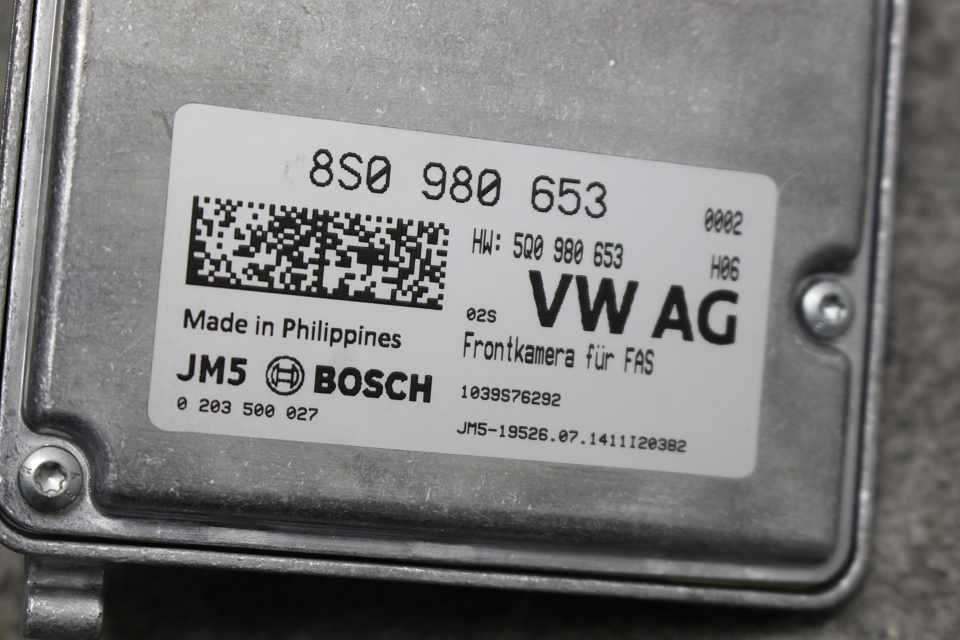 8S0 980 653
0002
HW: 5Q0 980 653
H06
02S
VW AG
Made in Philippines
Frontkamera für FAS
JM5 BOSCH
1039S76292
0 203 500 027
JM5-19526.07.1411I20382